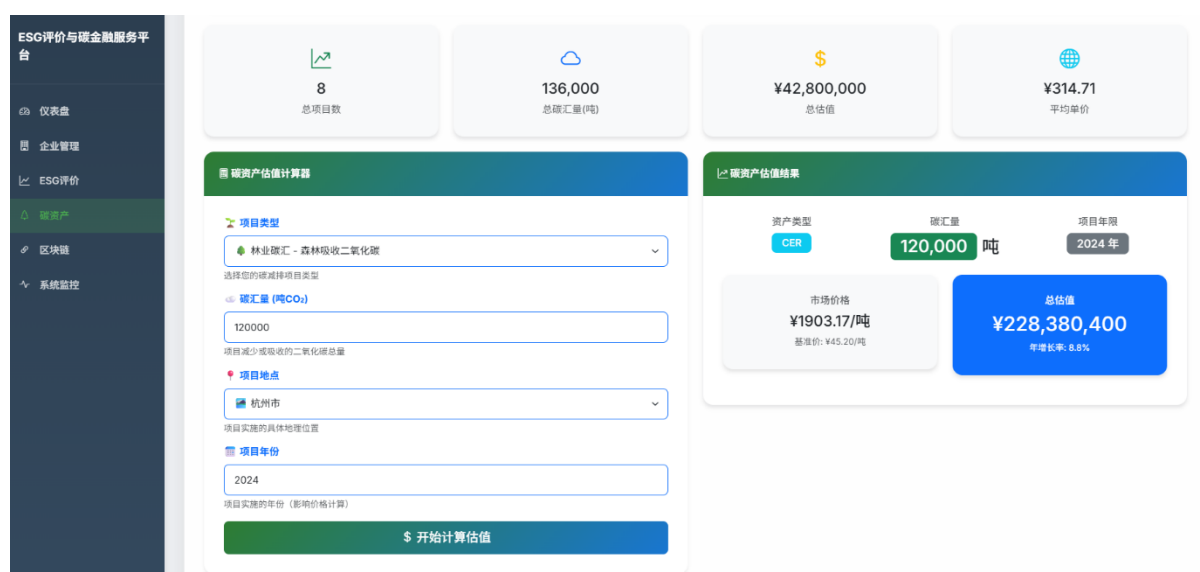 ESG评价与碳金融服务平
台
仪表盘
企业管理
ESG评价
碳资产
区块链
系统监控
8
总项目数
136,000
总碳汇量(吨)
¥42,800,000
总估值
¥314.71
平均单价
碳资产估值计算器
项目类型
林业碳汇 - 森林吸收二氧化碳
选择您的碳减排项目类型
碳汇量 (吨CO₂)
120000
项目减少或吸收的二氧化碳总量
项目地点
杭州市
项目实施的具体地理位置
项目年份
2024
项目实施的年份（影响价格计算）
$ 开始计算估值
碳资产估值结果
资产类型
CER
碳汇量
120,000 吨
项目年限
2024 年
市场价格
¥1903.17/吨
基准价: ¥45.20/吨
总估值
¥228,380,400
年增长率: 8.8%